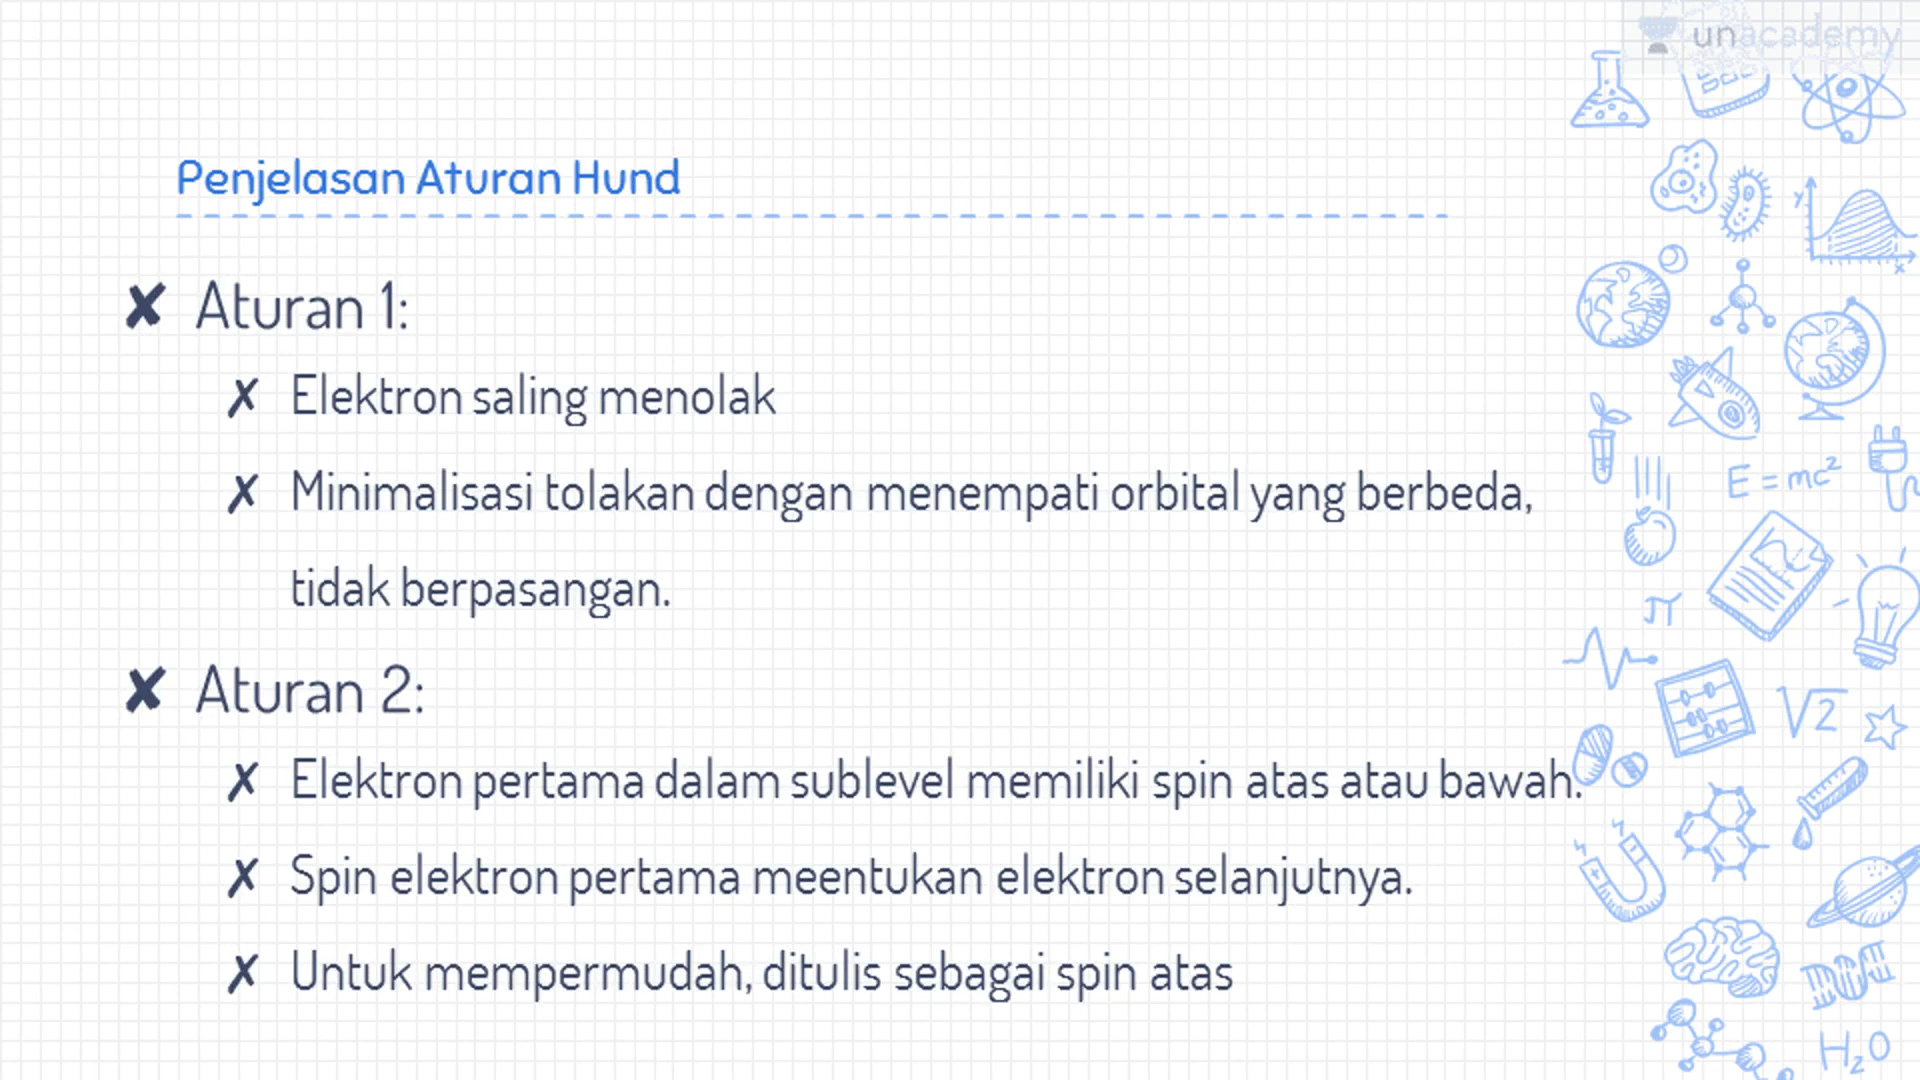 unacademy
Penjelasan Aturan Hund
✘ Aturan 1:
✗ Elektron saling menolak
✗ Minimalisasi tolakan dengan menempati orbital yang berbeda,
tidak berpasangan.
✘ Aturan 2:
✗ Elektron pertama dalam sublevel memiliki spin atas atau bawah.
✗ Spin elektron pertama meentukan elektron selanjutnya.
✗ Untuk mempermudah, ditulis sebagai spin atas
y
x
E = mc²
π
√2
H₂O